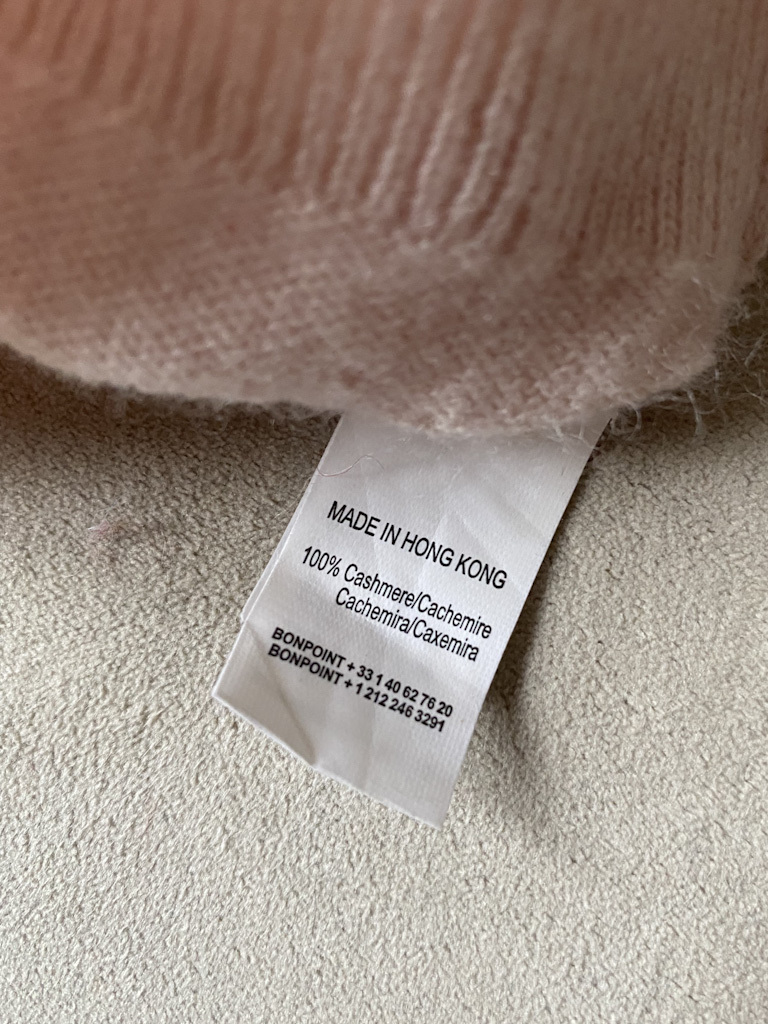 MADE IN HONG KONG
100% Cashmere/Cachemire
Cachemira/Caxemira
BONPOINT + 33 1 40 62 76 20
BONPOINT + 1 212 246 3291